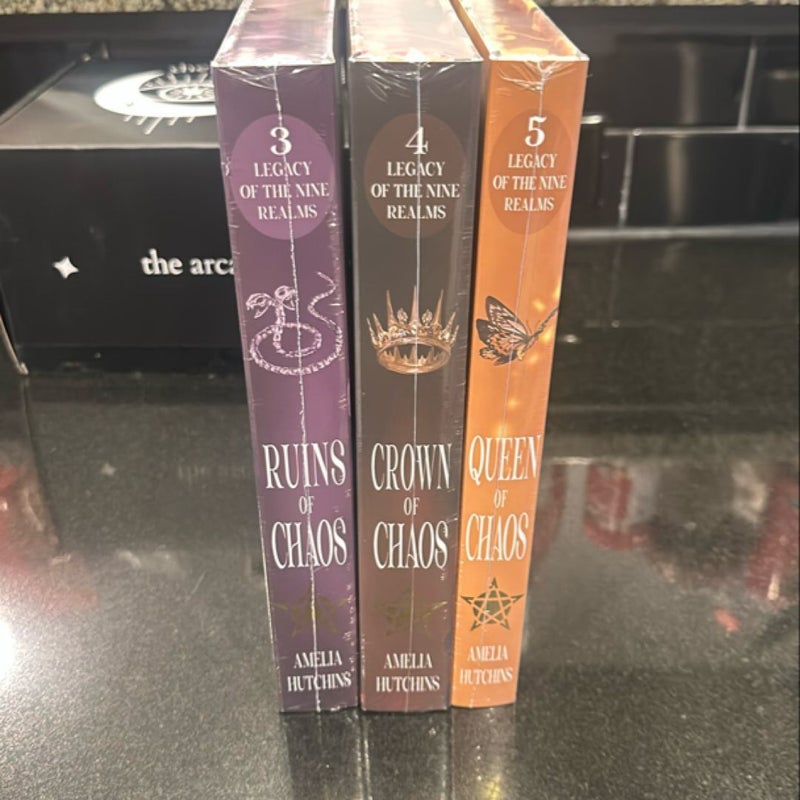 3
LEGACY
OF THE NINE
REALMS
RUINS
OF
CHAOS
AMELIA
HUTCHINS
4
LEGACY
OF THE NINE
REALMS
CROWN
OF
CHAOS
AMELIA
HUTCHINS
5
LEGACY
OF THE NINE
REALMS
QUEEN
OF
CHAOS
AMELIA
HUTCHINS
the arca